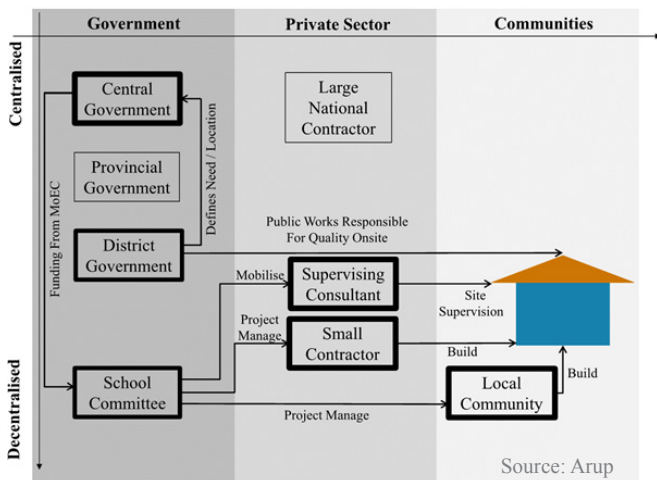 Government
Private Sector
Communities
Centralised
Central
Government
Large
National
Contractor
Provincial
Government
Funding From MoEC
Defines Need / Location
District
Government
Public Works Responsible
For Quality Onsite
Mobilise
Supervising
Consultant
Site
Supervision
Project
Manage
Small
Contractor
Build
Build
Decentralised
School
Committee
Project Manage
Local
Community
Source: Arup